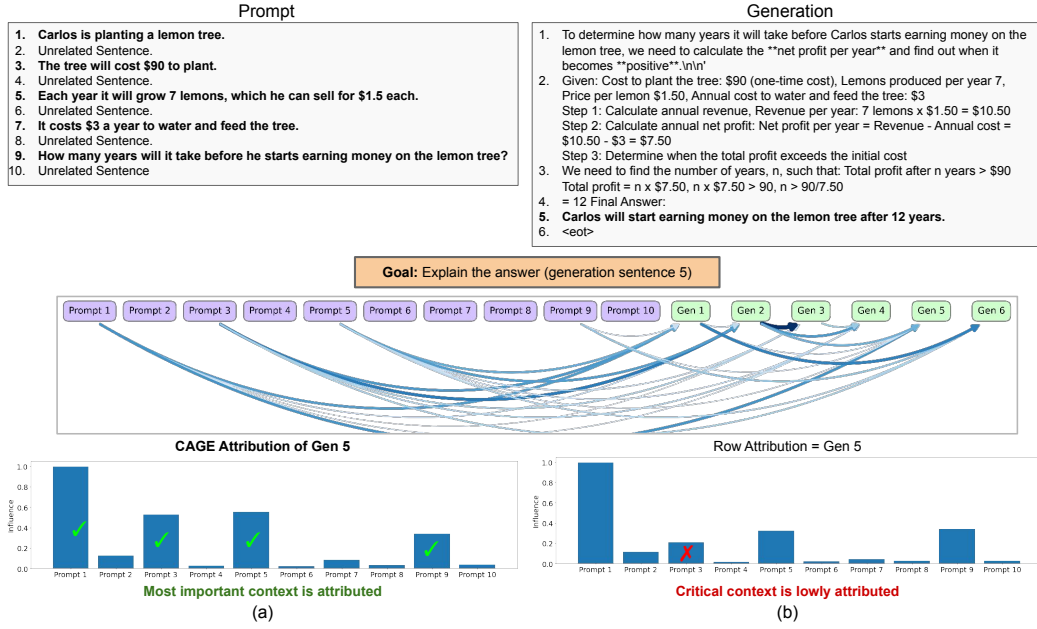 Prompt
1. Carlos is planting a lemon tree.
2. Unrelated Sentence.
3. The tree will cost $90 to plant.
4. Unrelated Sentence.
5. Each year it will grow 7 lemons, which he can sell for $1.5 each.
6. Unrelated Sentence.
7. It costs $3 a year to water and feed the tree.
8. Unrelated Sentence.
9. How many years will it take before he starts earning money on the lemon tree?
10. Unrelated Sentence
Generation
1. To determine how many years it will take before Carlos starts earning money on the
lemon tree, we need to calculate the **net profit per year** and find out when it
becomes **positive**.\n\n'
2. Given: Cost to plant the tree: $90 (one-time cost), Lemons produced per year 7,
Price per lemon $1.50, Annual cost to water and feed the tree: $3
Step 1: Calculate annual revenue, Revenue per year: 7 lemons x $1.50 = $10.50
Step 2: Calculate annual net profit: Net profit per year = Revenue - Annual cost =
$10.50 - $3 = $7.50
Step 3: Determine when the total profit exceeds the initial cost
3. We need to find the number of years, n, such that: Total profit after n years > $90
Total profit = n x $7.50, n x $7.50 > 90, n > 90/7.50
4. = 12 Final Answer:
5. Carlos will start earning money on the lemon tree after 12 years.
6. <eot>
Goal: Explain the answer (generation sentence 5)
Prompt 1 Prompt 2 Prompt 3 Prompt 4 Prompt 5 Prompt 6 Prompt 7 Prompt 8 Prompt 9 Prompt 10 Gen 1 Gen 2 Gen 3 Gen 4 Gen 5 Gen 6
CAGE Attribution of Gen 5
Influence
1.0
0.8
0.6
0.4
0.2
0.0
Prompt 1 Prompt 2 Prompt 3 Prompt 4 Prompt 5 Prompt 6 Prompt 7 Prompt 8 Prompt 9 Prompt 10
Most important context is attributed
(a)
Row Attribution = Gen 5
Influence
1.0
0.8
0.6
0.4
0.2
0.0
Prompt 1 Prompt 2 Prompt 3 Prompt 4 Prompt 5 Prompt 6 Prompt 7 Prompt 8 Prompt 9 Prompt 10
Critical context is lowly attributed
(b)